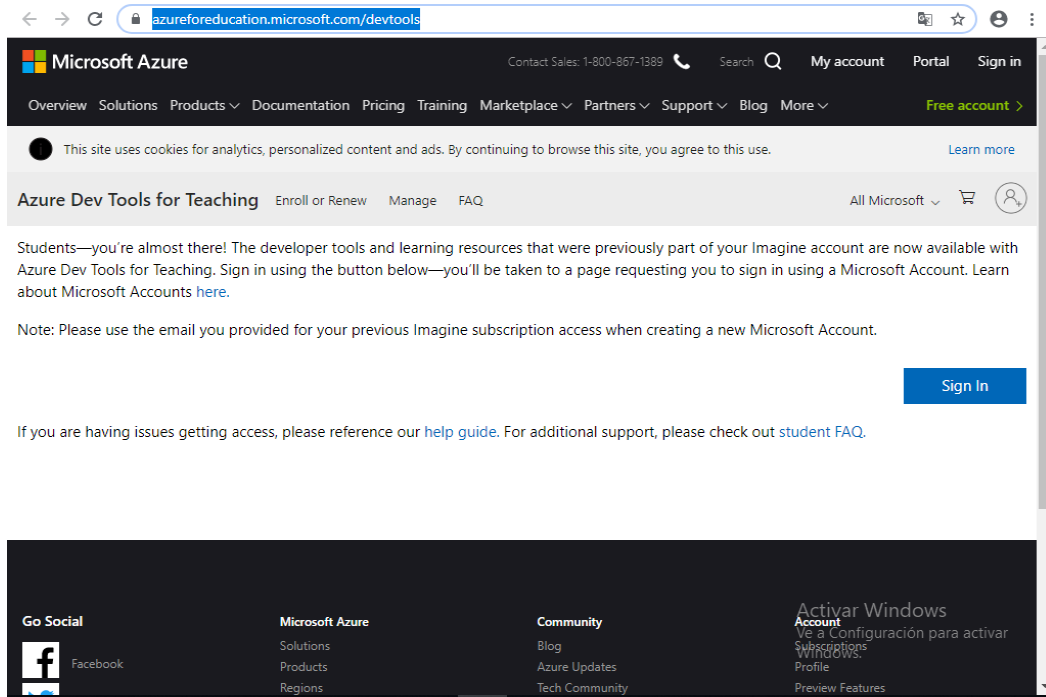 azureforeducation.microsoft.com/devtools
Microsoft Azure
Contact Sales: 1-800-867-1389 Search My account Portal Sign in
Overview Solutions Products Documentation Pricing Training Marketplace Partners Support Blog More Free account
This site uses cookies for analytics, personalized content and ads. By continuing to browse this site, you agree to this use. Learn more
Azure Dev Tools for Teaching Enroll or Renew Manage FAQ All Microsoft
Students—you're almost there! The developer tools and learning resources that were previously part of your Imagine account are now available with
Azure Dev Tools for Teaching. Sign in using the button below—you'll be taken to a page requesting you to sign in using a Microsoft Account. Learn
about Microsoft Accounts here.
Note: Please use the email you provided for your previous Imagine subscription access when creating a new Microsoft Account.
Sign In
If you are having issues getting access, please reference our help guide. For additional support, please check out student FAQ.
Activar Windows
Ve a Configuración para activar
Windows.
Go Social Microsoft Azure Community Account
Solutions Blog Subscriptions
Facebook Products Azure Updates Profile
Regions Tech Community Preview Features